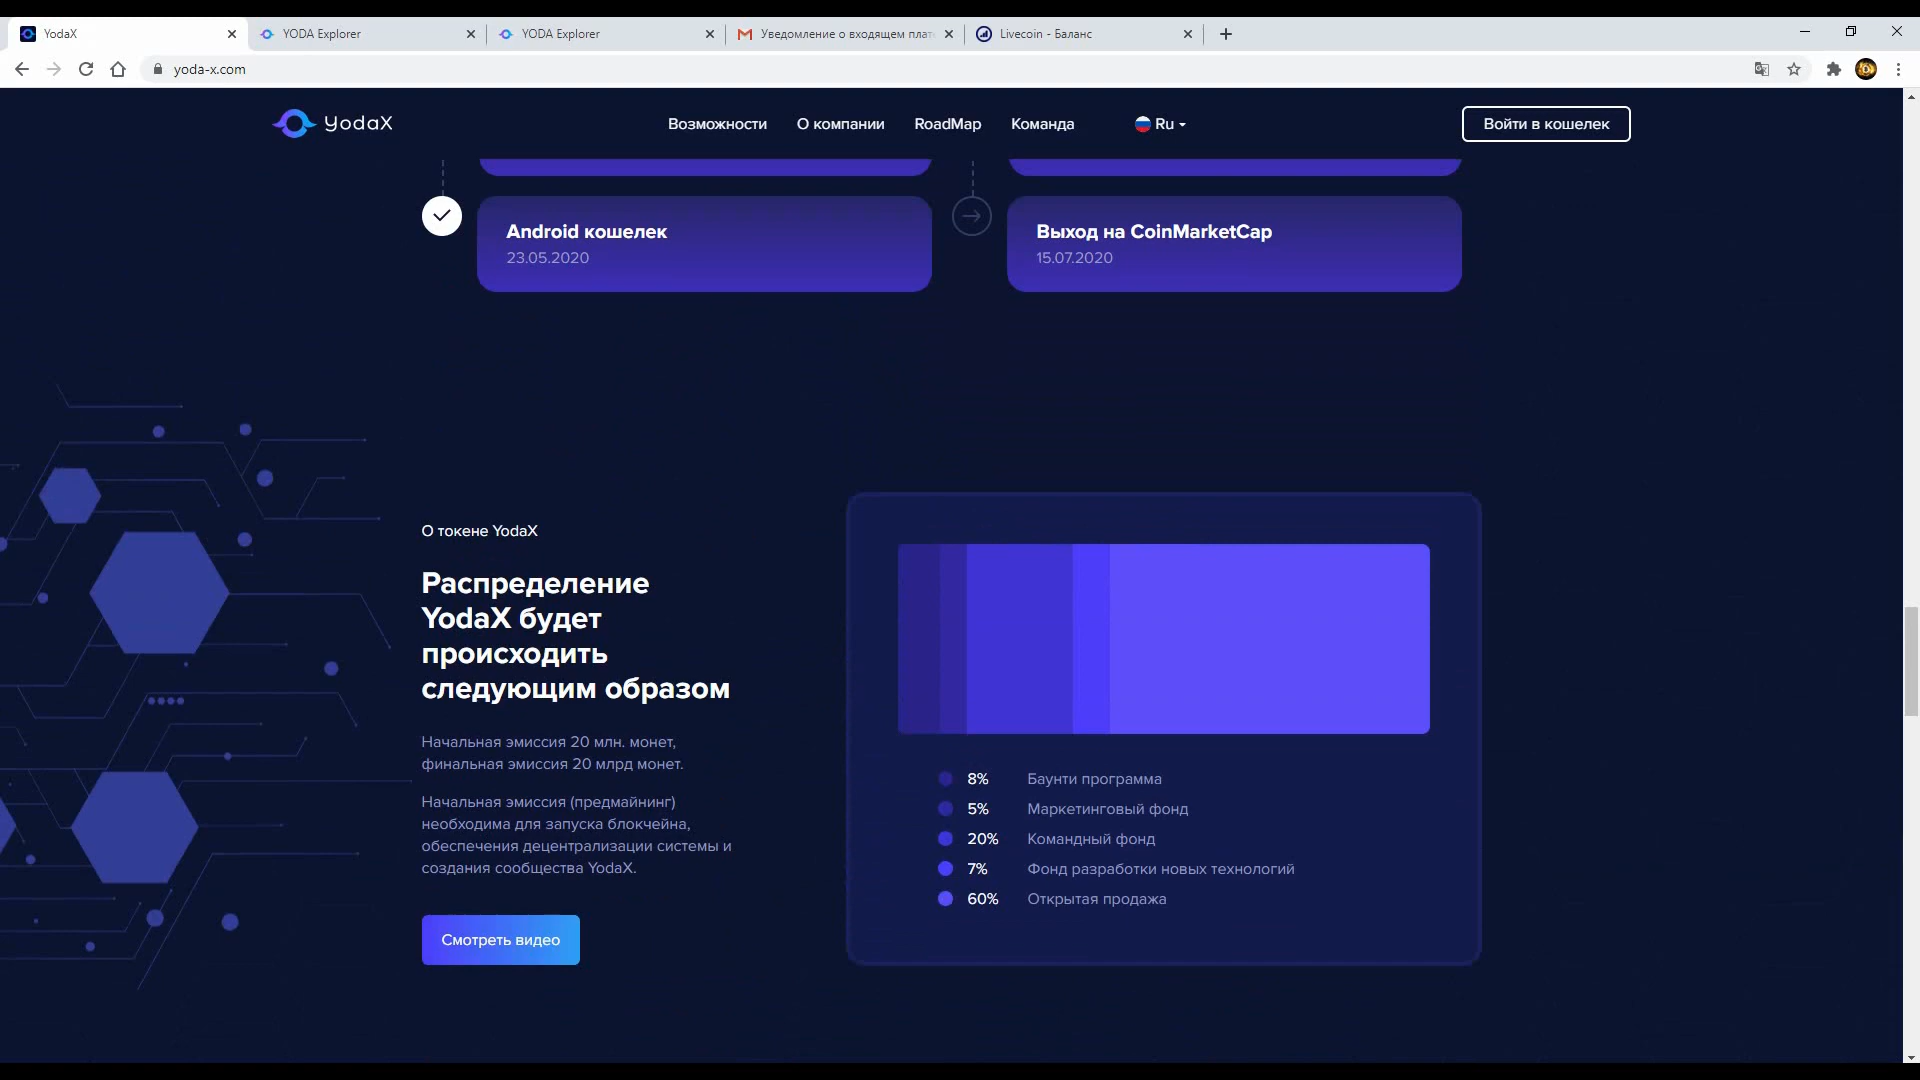 YodaX
YODA Explorer
YODA Explorer
Уведомление о входящем плат
Livecoin - Баланс
yoda-x.com
YodaX
Возможности
О компании
RoadMap
Команда
Ru
Войти в кошелек
Android кошелек
23.05.2020
Выход на CoinMarketCap
15.07.2020
О токене YodaX
Распределение
YodaX будет
происходить
следующим образом
Начальная эмиссия 20 млн. монет,
финальная эмиссия 20 млрд монет.
Начальная эмиссия (предмайнинг)
необходима для запуска блокчейна,
обеспечения децентрализации системы и
создания сообщества YodaX.
Смотреть видео
8% Баунти программа
5% Маркетинговый фонд
20% Командный фонд
7% Фонд разработки новых технологий
60% Открытая продажа